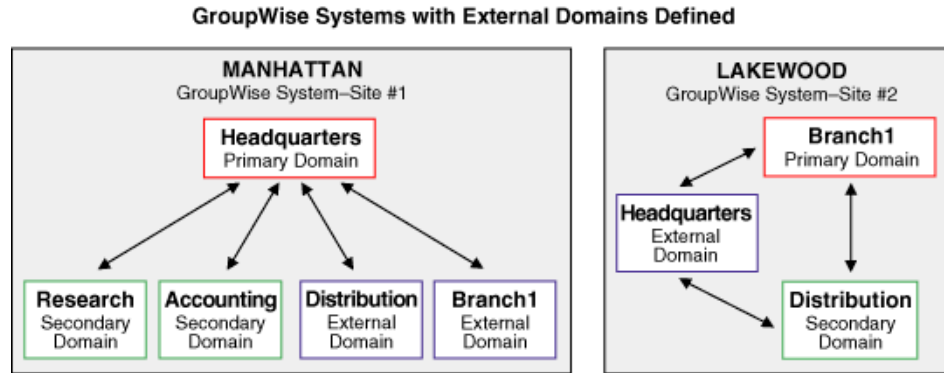 GroupWise Systems with External Domains Defined
MANHATTAN
GroupWise System–Site #1
Headquarters
Primary Domain
Research
Secondary
Domain
Accounting
Secondary
Domain
Distribution
External
Domain
Branch1
External
Domain
LAKEWOOD
GroupWise System–Site #2
Branch1
Primary Domain
Headquarters
External
Domain
Distribution
Secondary
Domain